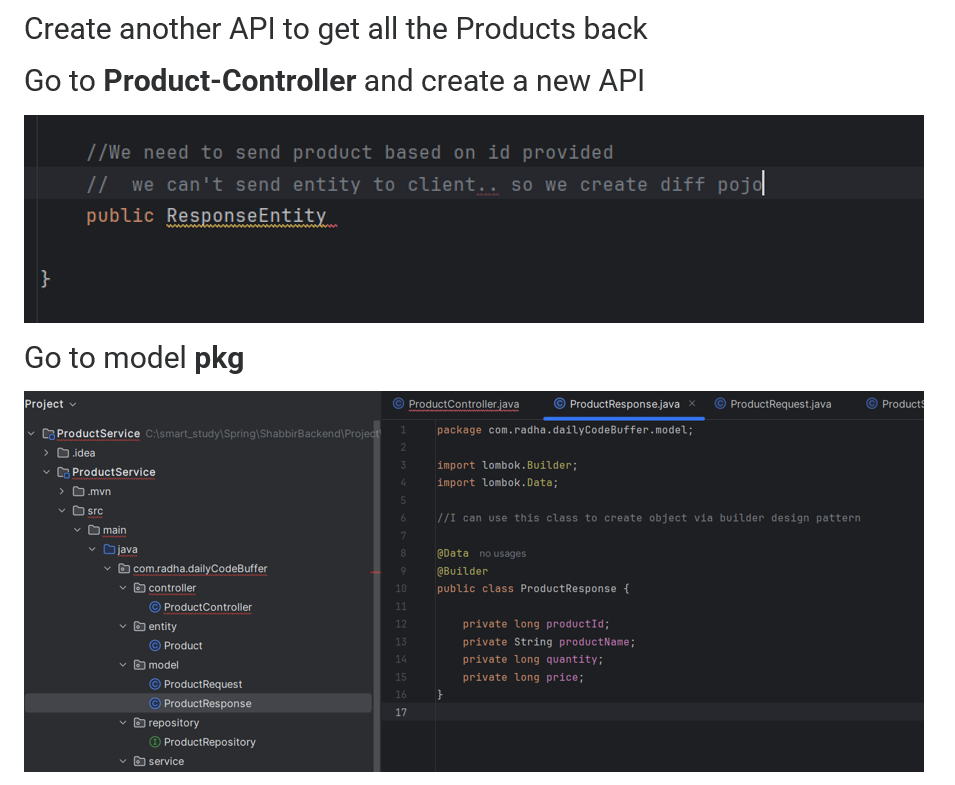 Create another API to get all the Products back
Go to Product-Controller and create a new API
//We need to send product based on id provided
//  we can't send entity to client.. so we create diff pojo
public ResponseEntity
}
Go to model pkg
Project
ProductService C:\smart_study\Spring\ShabbirBackend\Project
.idea
ProductService
.mvn
src
main
java
com.radha.dailyCodeBuffer
controller
ProductController
entity
Product
model
ProductRequest
ProductResponse
repository
ProductRepository
service
ProductController.java ProductResponse.java ProductRequest.java ProductS
1 package com.radha.dailyCodeBuffer.model;
2
3 import lombok.Builder;
4 import lombok.Data;
5
6 //I can use this class to create object via builder design pattern
7
8 @Data no usages
9 @Builder
10 public class ProductResponse {
11
12 private long productId;
13 private String productName;
14 private long quantity;
15 private long price;
16 }
17